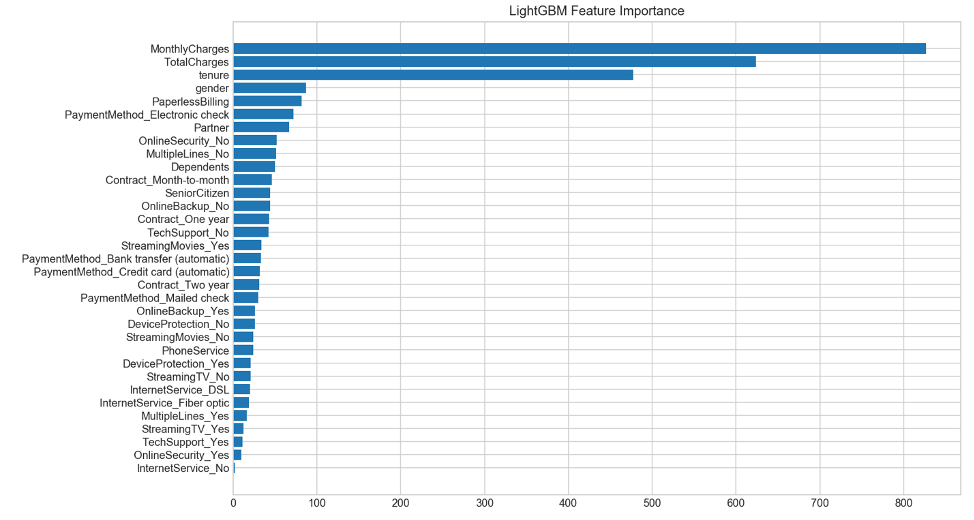 LightGBM Feature Importance
MonthlyCharges
TotalCharges
tenure
gender
PaperlessBilling
PaymentMethod_Electronic check
Partner
OnlineSecurity_No
MultipleLines_No
Dependents
Contract_Month-to-month
SeniorCitizen
OnlineBackup_No
Contract_One year
TechSupport_No
StreamingMovies_Yes
PaymentMethod_Bank transfer (automatic)
PaymentMethod_Credit card (automatic)
Contract_Two year
PaymentMethod_Mailed check
OnlineBackup_Yes
DeviceProtection_No
StreamingMovies_No
PhoneService
DeviceProtection_Yes
StreamingTV_No
InternetService_DSL
InternetService_Fiber optic
MultipleLines_Yes
StreamingTV_Yes
TechSupport_Yes
OnlineSecurity_Yes
InternetService_No
0 100 200 300 400 500 600 700 800